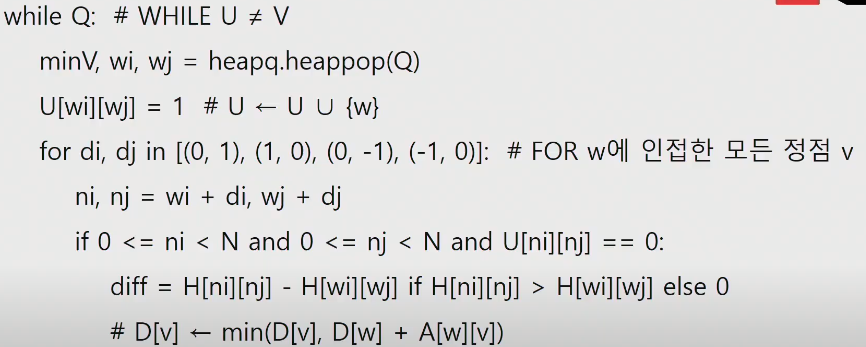 while Q:  # WHILE U ≠ V
minV, wi, wj = heapq.heappop(Q)
U[wi][wj] = 1  # U ← U ∪ {w}
for di, dj in [(0, 1), (1, 0), (0, -1), (-1, 0)]:  # FOR w에 인접한 모든 정점 v
ni, nj = wi + di, wj + dj
if 0 <= ni < N and 0 <= nj < N and U[ni][nj] == 0:
diff = H[ni][nj] - H[wi][wj] if H[ni][nj] > H[wi][wj] else 0
# D[v] ← min(D[v], D[w] + A[w][v])